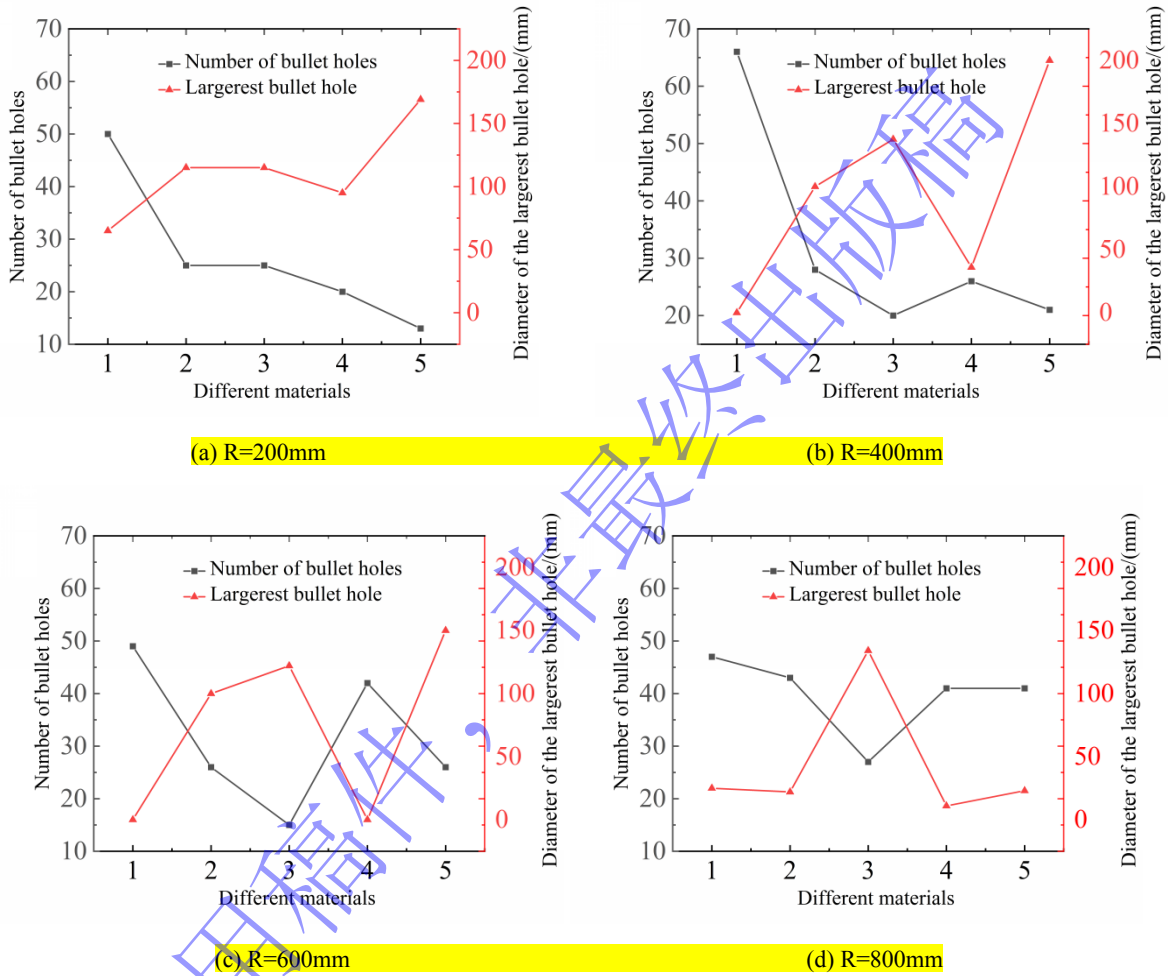 Number of bullet holes
Largerest bullet hole
Number of bullet holes
Diameter of the largerest bullet hole/(mm)
70
60
50
40
30
20
10
200
150
100
50
0
1 2 3 4 5
Different materials
(a) R=200mm
Number of bullet holes
Largerest bullet hole
Number of bullet holes
Diameter of the largerest bullet hole/(mm)
70
60
50
40
30
20
200
150
100
50
0
1 2 3 4 5
Different materials
(b) R=400mm
Number of bullet holes
Largerest bullet hole
Number of bullet holes
Diameter of the largerest bullet hole/(mm)
70
60
50
40
30
20
10
200
150
100
50
0
1 2 3 4 5
Different materials
(c) R=600mm
Number of bullet holes
Largerest bullet hole
Number of bullet holes
Diameter of the largerest bullet hole/(mm)
70
60
50
40
30
20
10
200
150
100
50
0
1 2 3 4 5
Different materials
(d) R=800mm
用稿件，非最终出版稿